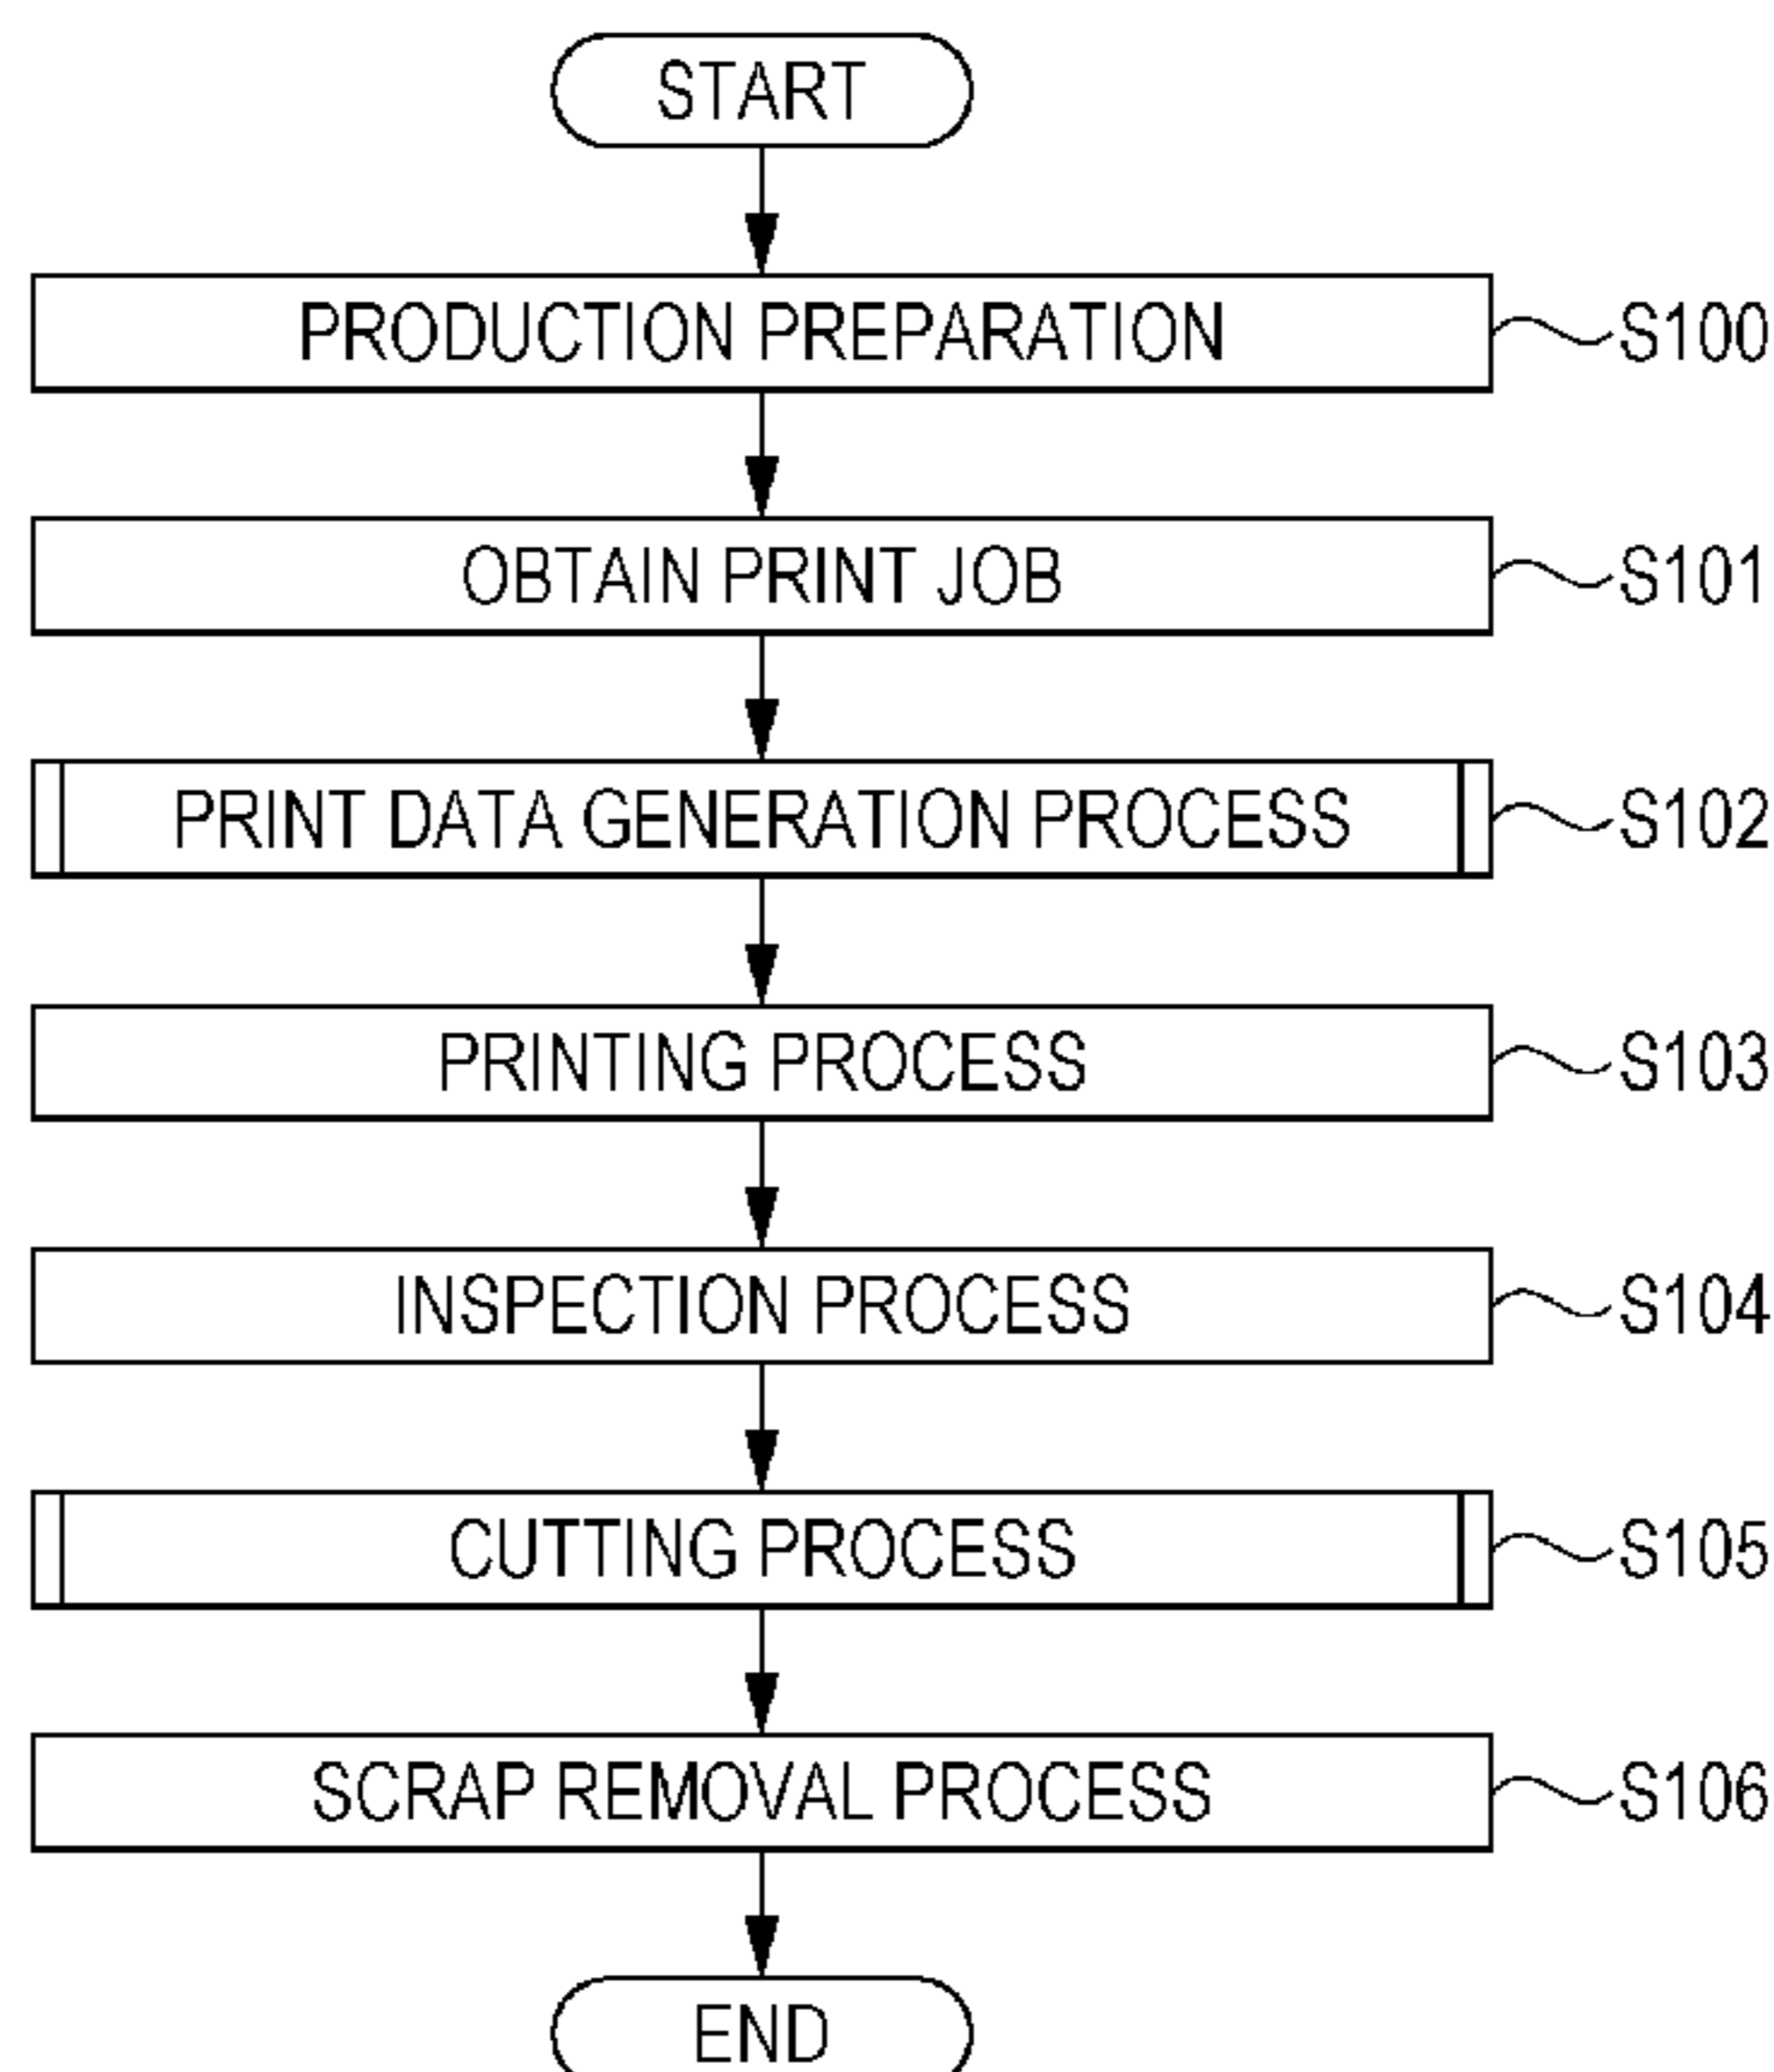 START
PRODUCTION PREPARATION S100
OBTAIN PRINT JOB S101
PRINT DATA GENERATION PROCESS S102
PRINTING PROCESS S103
INSPECTION PROCESS S104
CUTTING PROCESS S105
SCRAP REMOVAL PROCESS S106
END